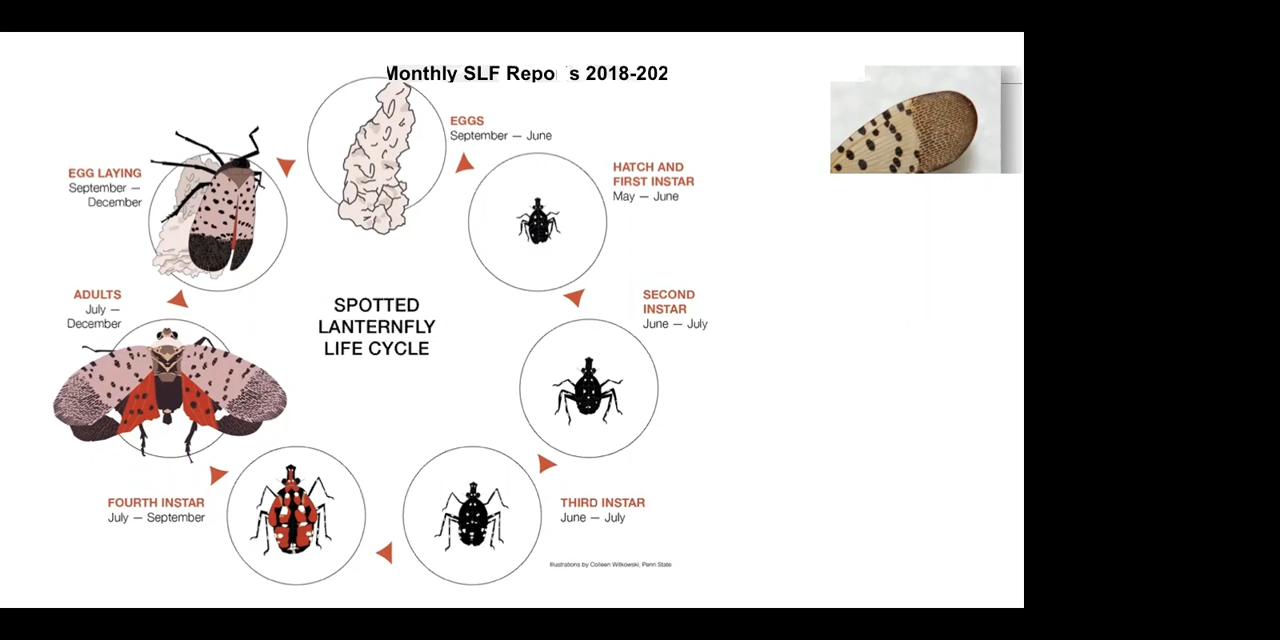 Monthly SLF Repo s 2018-202
EGGS
September — June
HATCH AND
FIRST INSTAR
May — June
SECOND
INSTAR
June — July
THIRD INSTAR
June — July
FOURTH INSTAR
July — September
ADULTS
July —
December
EGG LAYING
September —
December
SPOTTED
LANTERNFLY
LIFE CYCLE
Illustrations by Colleen Witkowski, Penn State